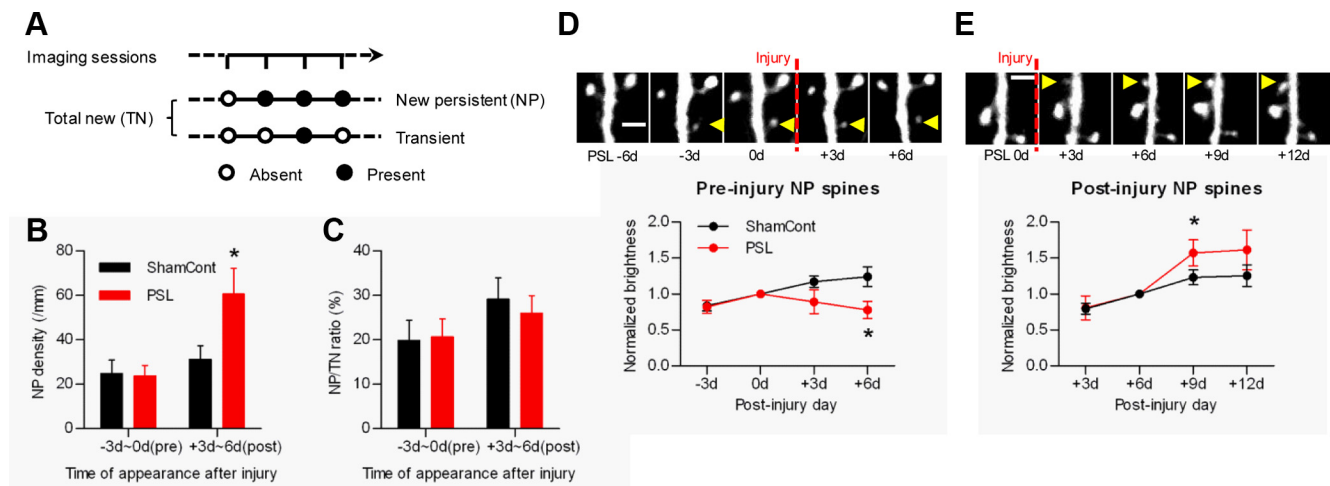 A
Imaging sessions
Total new (TN)
New persistent (NP)
Transient
Absent
Present
B
NP density (/mm)
80
60
40
20
0
ShamCont
PSL
*
-3d~0d(pre)
+3d~6d(post)
Time of appearance after injury
C
NP/TN ratio (%)
40
30
20
10
0
-3d~0d(pre)
+3d~6d(post)
Time of appearance after injury
D
Injury
PSL -6d
-3d
0d
+3d
+6d
Pre-injury NP spines
Normalized brightness
2.0
1.5
1.0
0.5
0.0
ShamCont
PSL
*
-3d
0d
+3d
+6d
Post-injury day
E
Injury
PSL 0d
+3d
+6d
+9d
+12d
Post-injury NP spines
Normalized brightness
2.0
1.5
1.0
0.5
0.0
*
+3d
+6d
+9d
+12d
Post-injury day